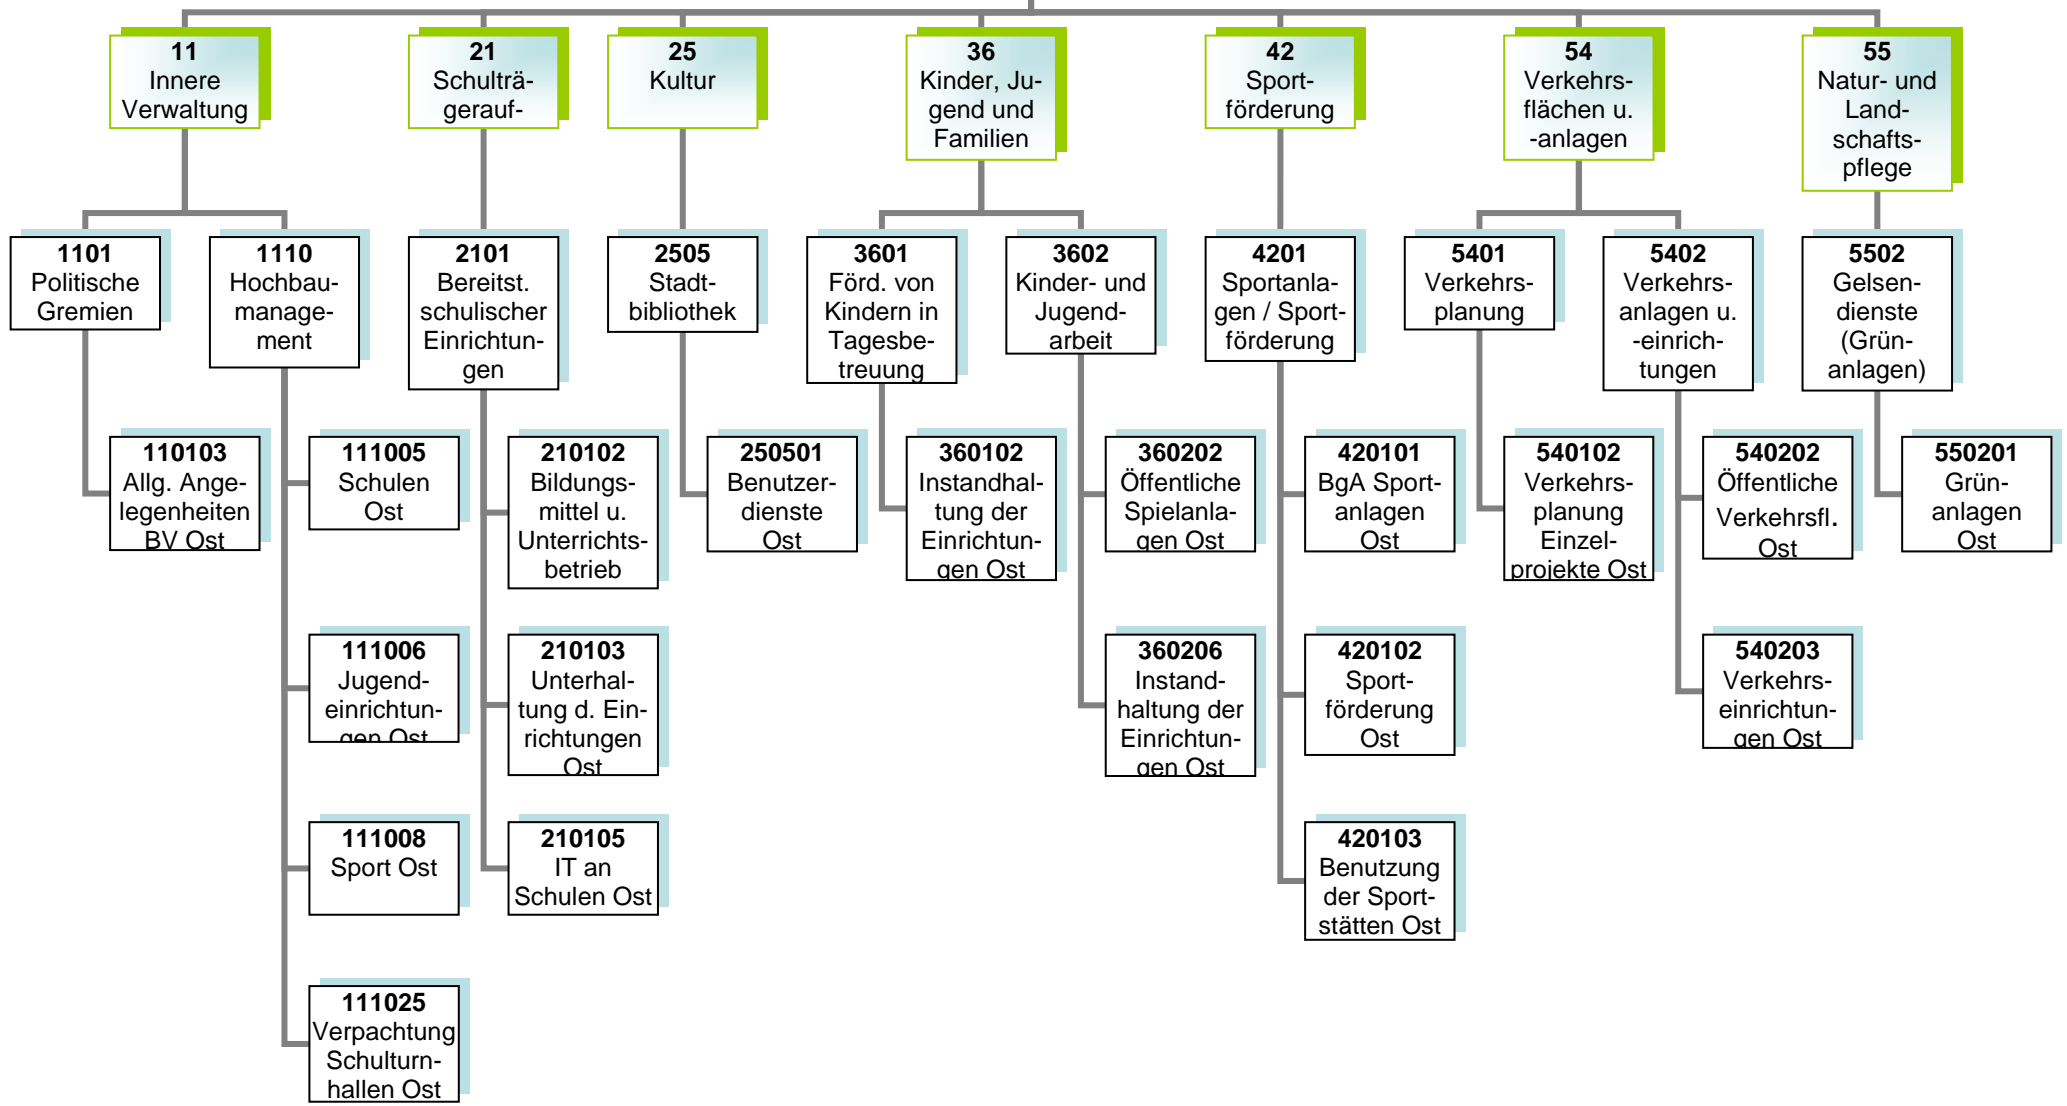 11
Innere
Verwaltung
21
Schulträ-
gerauf-
25
Kultur
36
Kinder, Ju-
gend und
Familien
42
Sport-
förderung
54
Verkehrs-
flächen u.
-anlagen
55
Natur- und
Land-
schafts-
pflege
1101
Politische
Gremien
1110
Hochbau-
manage-
ment
2101
Bereitst.
schulischer
Einrichtun-
gen
2505
Stadt-
bibliothek
3601
Förd. von
Kindern in
Tagesbe-
treuung
3602
Kinder- und
Jugend-
arbeit
4201
Sportanla-
gen / Sport-
förderung
5401
Verkehrs-
planung
5402
Verkehrs-
anlagen u.
-einrich-
tungen
5502
Gelsen-
dienste
(Grün-
anlagen)
110103
Allg. Ange-
legenheiten
BV Ost
111005
Schulen
Ost
210102
Bildungs-
mittel u.
Unterrichts-
betrieb
250501
Benutzer-
dienste
Ost
360102
Instandhal-
tung der
Einrichtun-
gen Ost
360202
Öffentliche
Spielanla-
gen Ost
420101
BgA Sport-
anlagen
Ost
540102
Verkehrs-
planung
Einzel-
projekte Ost
540202
Öffentliche
Verkehrsfl.
Ost
550201
Grün-
anlagen
Ost
111006
Jugend-
einrichtun-
gen Ost
210103
Unterhal-
tung d. Ein-
richtungen
Ost
360206
Instand-
haltung der
Einrichtun-
gen Ost
420102
Sport-
förderung
Ost
540203
Verkehrs-
einrichtun-
gen Ost
111008
Sport Ost
210105
IT an
Schulen Ost
420103
Benutzung
der Sport-
stätten Ost
111025
Verpachtung
Schulturn-
hallen Ost